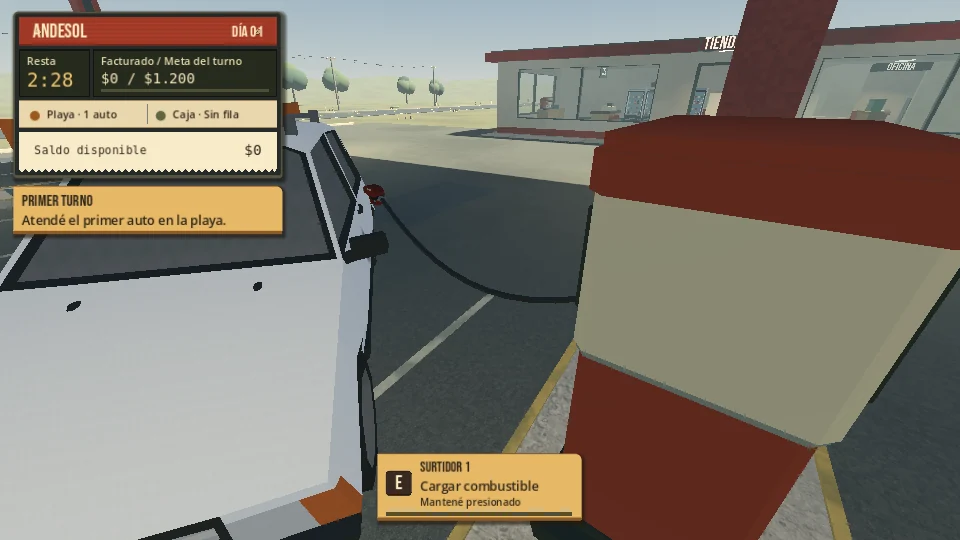 ANDESOL
DÍA 04
Resta
2:28
Facturado / Meta del turno
$0 / $1.200
Playa · 1 auto
Caja · Sin fila
Saldo disponible
$0
PRIMER TURNO
Atendé el primer auto en la playa.
OFICINA
SURTIDOR 1
E
Cargar combustible
Mantené presionado